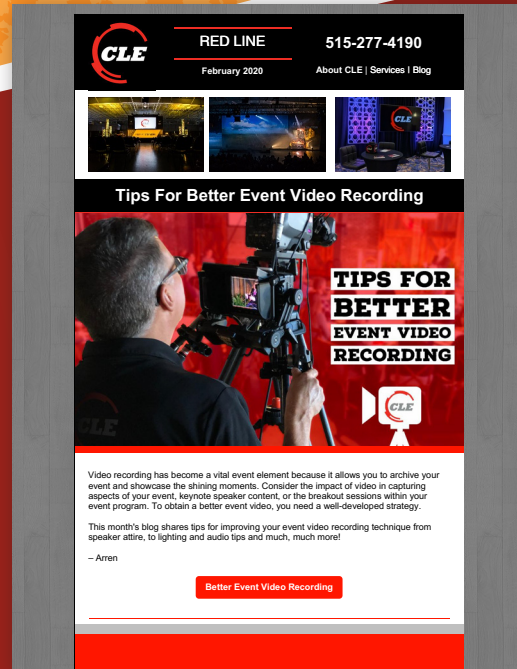 CLE
RED LINE
February 2020
515-277-4190
About CLE | Services | Blog
CLE
Tips For Better Event Video Recording
TIPS FOR
BETTER
EVENT VIDEO
RECORDING
CLE
CLE
Video recording has become a vital event element because it allows you to archive your
event and showcase the shining moments. Consider the impact of video in capturing
aspects of your event, keynote speaker content, or the breakout sessions within your
event program. To obtain a better event video, you need a well-developed strategy.
This month's blog shares tips for improving your event video recording technique from
speaker attire, to lighting and audio tips and much, much more!
– Arren
Better Event Video Recording